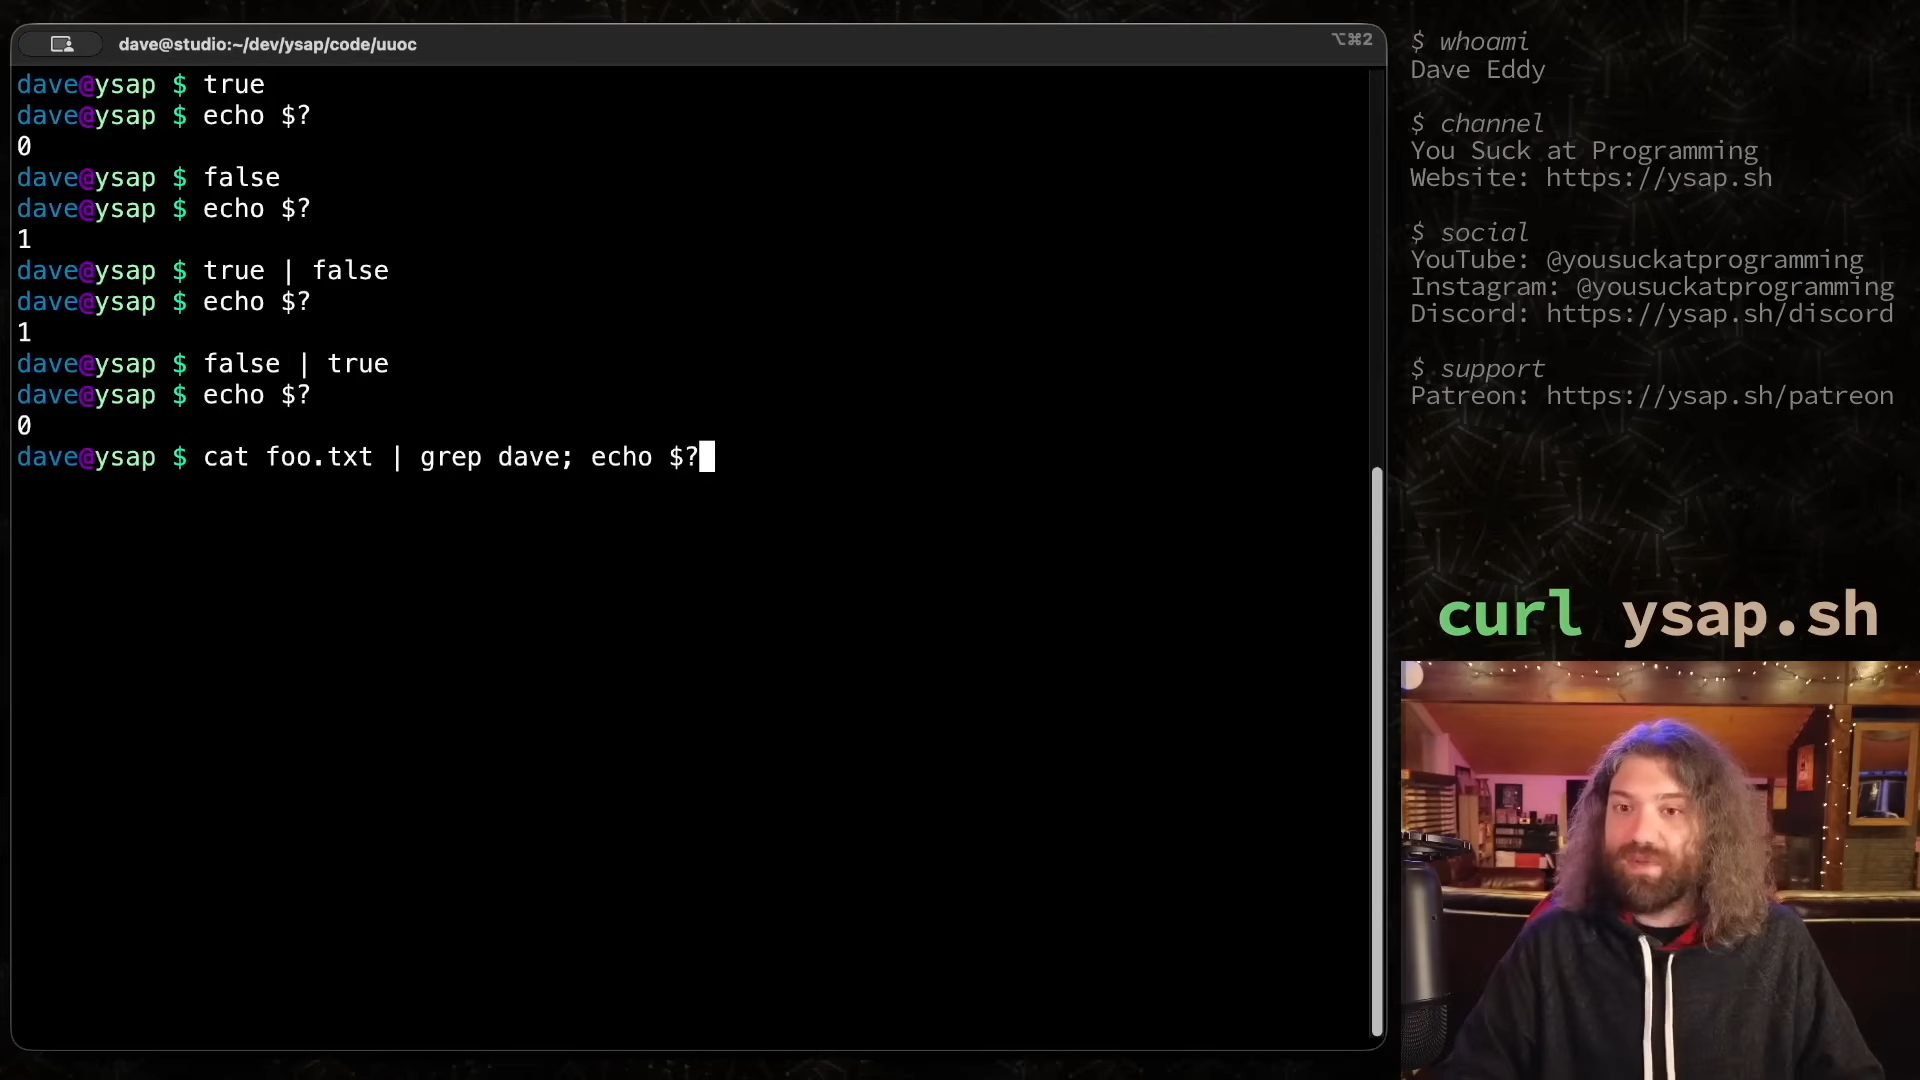 dave@studio:~/dev/ysap/code/uuoc
⌥⌘2
dave@ysap $ true
dave@ysap $ echo $?
0
dave@ysap $ false
dave@ysap $ echo $?
1
dave@ysap $ true | false
dave@ysap $ echo $?
1
dave@ysap $ false | true
dave@ysap $ echo $?
0
dave@ysap $ cat foo.txt | grep dave; echo $?
$ whoami
Dave Eddy
$ channel
You Suck at Programming
Website: https://ysap.sh
$ social
YouTube: @yousuckatprogramming
Instagram: @yousuckatprogramming
Discord: https://ysap.sh/discord
$ support
Patreon: https://ysap.sh/patreon
curl ysap.sh